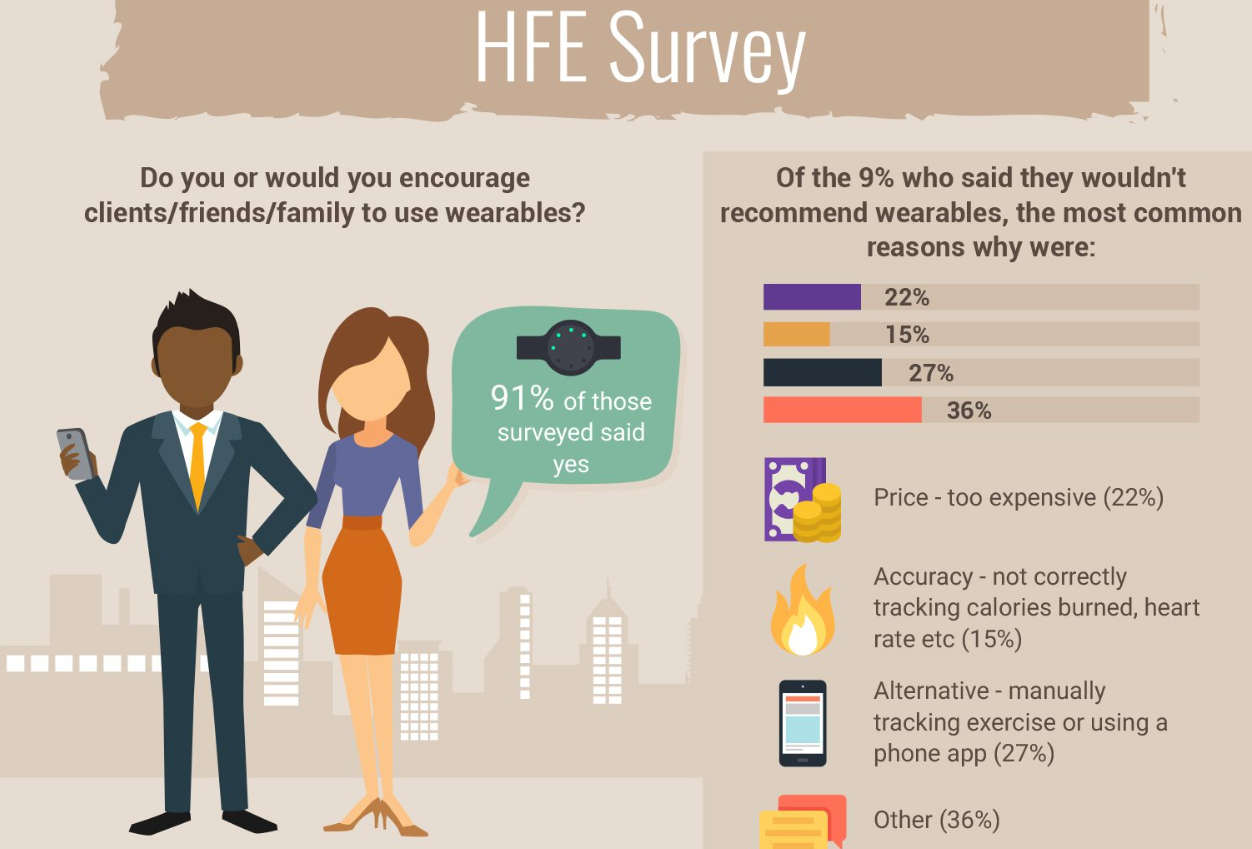 HFE Survey
Do you or would you encourage
clients/friends/family to use wearables?
91% of those
surveyed said
yes
Of the 9% who said they wouldn't
recommend wearables, the most common
reasons why were:
22%
15%
27%
36%
Price - too expensive (22%)
Accuracy - not correctly
tracking calories burned, heart
rate etc (15%)
Alternative - manually
tracking exercise or using a
phone app (27%)
Other (36%)